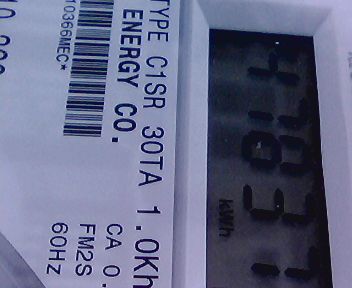 kWh
TYPE C1SR 30TA 1.0Kh
ENERGY CO.
CA 0.
10366MEC*
FM2S
60Hz